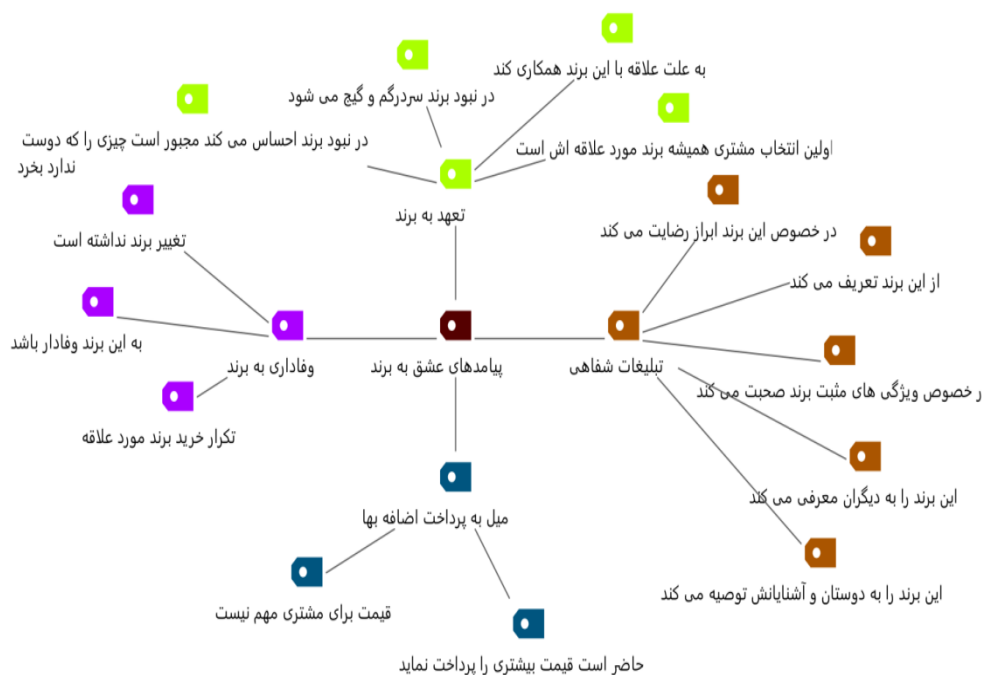 به علت علاقه با این برند همکاری کند
در نبود برند سردرگم و گیج می شود
در نبود برند احساس می کند مجبور است چیزی را که دوست
ندارد بخرد
اولین انتخاب مشتری همیشه برند مورد علاقه اش است
تعهد به برند
در خصوص این برند ابراز رضایت می کند
تغییر برند نداشته است
از این برند تعریف می کند
به این برند وفادار باشد
وفاداری به برند
پیامدهای عشق به برند
تبلیغات شفاهی
ر خصوص ویژگی های مثبت برند صحبت می کند
تکرار خرید برند مورد علاقه
این برند را به دیگران معرفی می کند
میل به پرداخت اضافه بها
این برند را به دوستان و آشنایانش توصیه می کند
قیمت برای مشتری مهم نیست
حاضر است قیمت بیشتری را پرداخت نماید